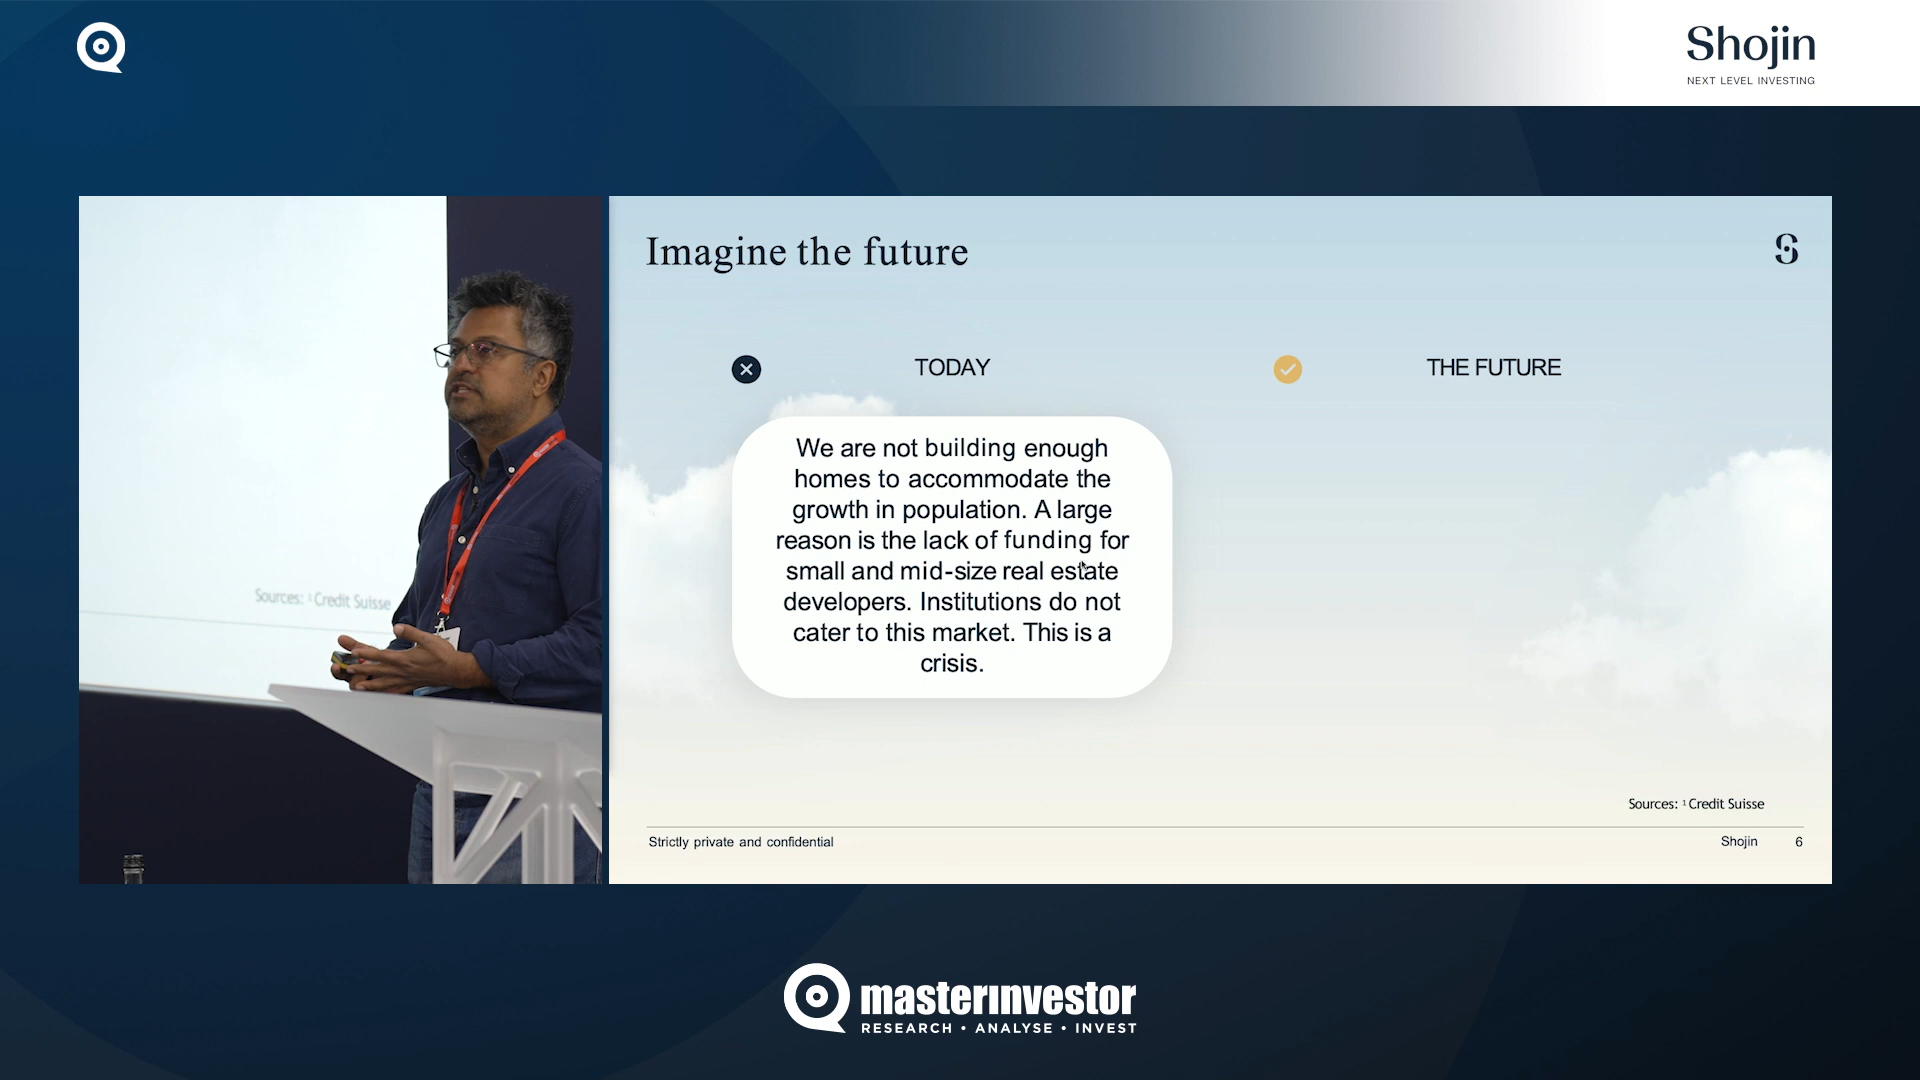 Shojin
NEXT LEVEL INVESTING
Sources: ¹ Credit Suisse
Imagine the future
TODAY
THE FUTURE
We are not building enough
homes to accommodate the
growth in population. A large
reason is the lack of funding for
small and mid-size real estate
developers. Institutions do not
cater to this market. This is a
crisis.
Sources: ¹ Credit Suisse
Strictly private and confidential
Shojin
6
masterinvestor
RESEARCH • ANALYSE • INVEST